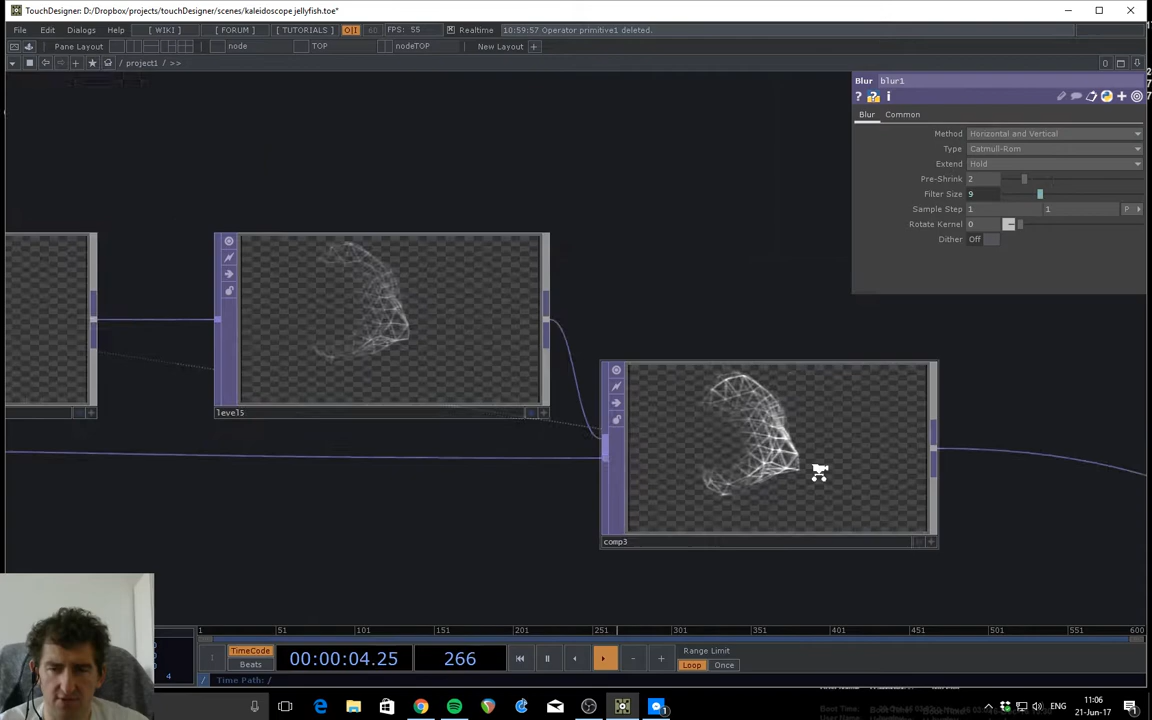 TouchDesigner: D:/Dropbox/projects/touchDesigner/scenes/kaleidoscope jellyfish.toe*
File Edit Dialogs Help [ WIKI ] [ FORUM ] [ TUTORIALS ] O|I 60 FPS: 55 Realtime 10:59:57 Operator primitive1 deleted.
Pane Layout node TOP nodeTOP New Layout +
/ project1 / >> 0
Blur blur1
? i
Blur Common
Method Horizontal and Vertical
Type Catmull-Rom
Extend Hold
Pre-Shrink 2
Filter Size 9
Sample Step 1 1 P
Rotate Kernel 0
Dither Off
level5
comp3
1 51 101 151 201 251 301 351 401 451 501 551 600
TimeCode
Beats
00:00:04.25 266
Range Limit
Loop Once
4 / Time Path: /
ENG 11:06
21-Jun-17